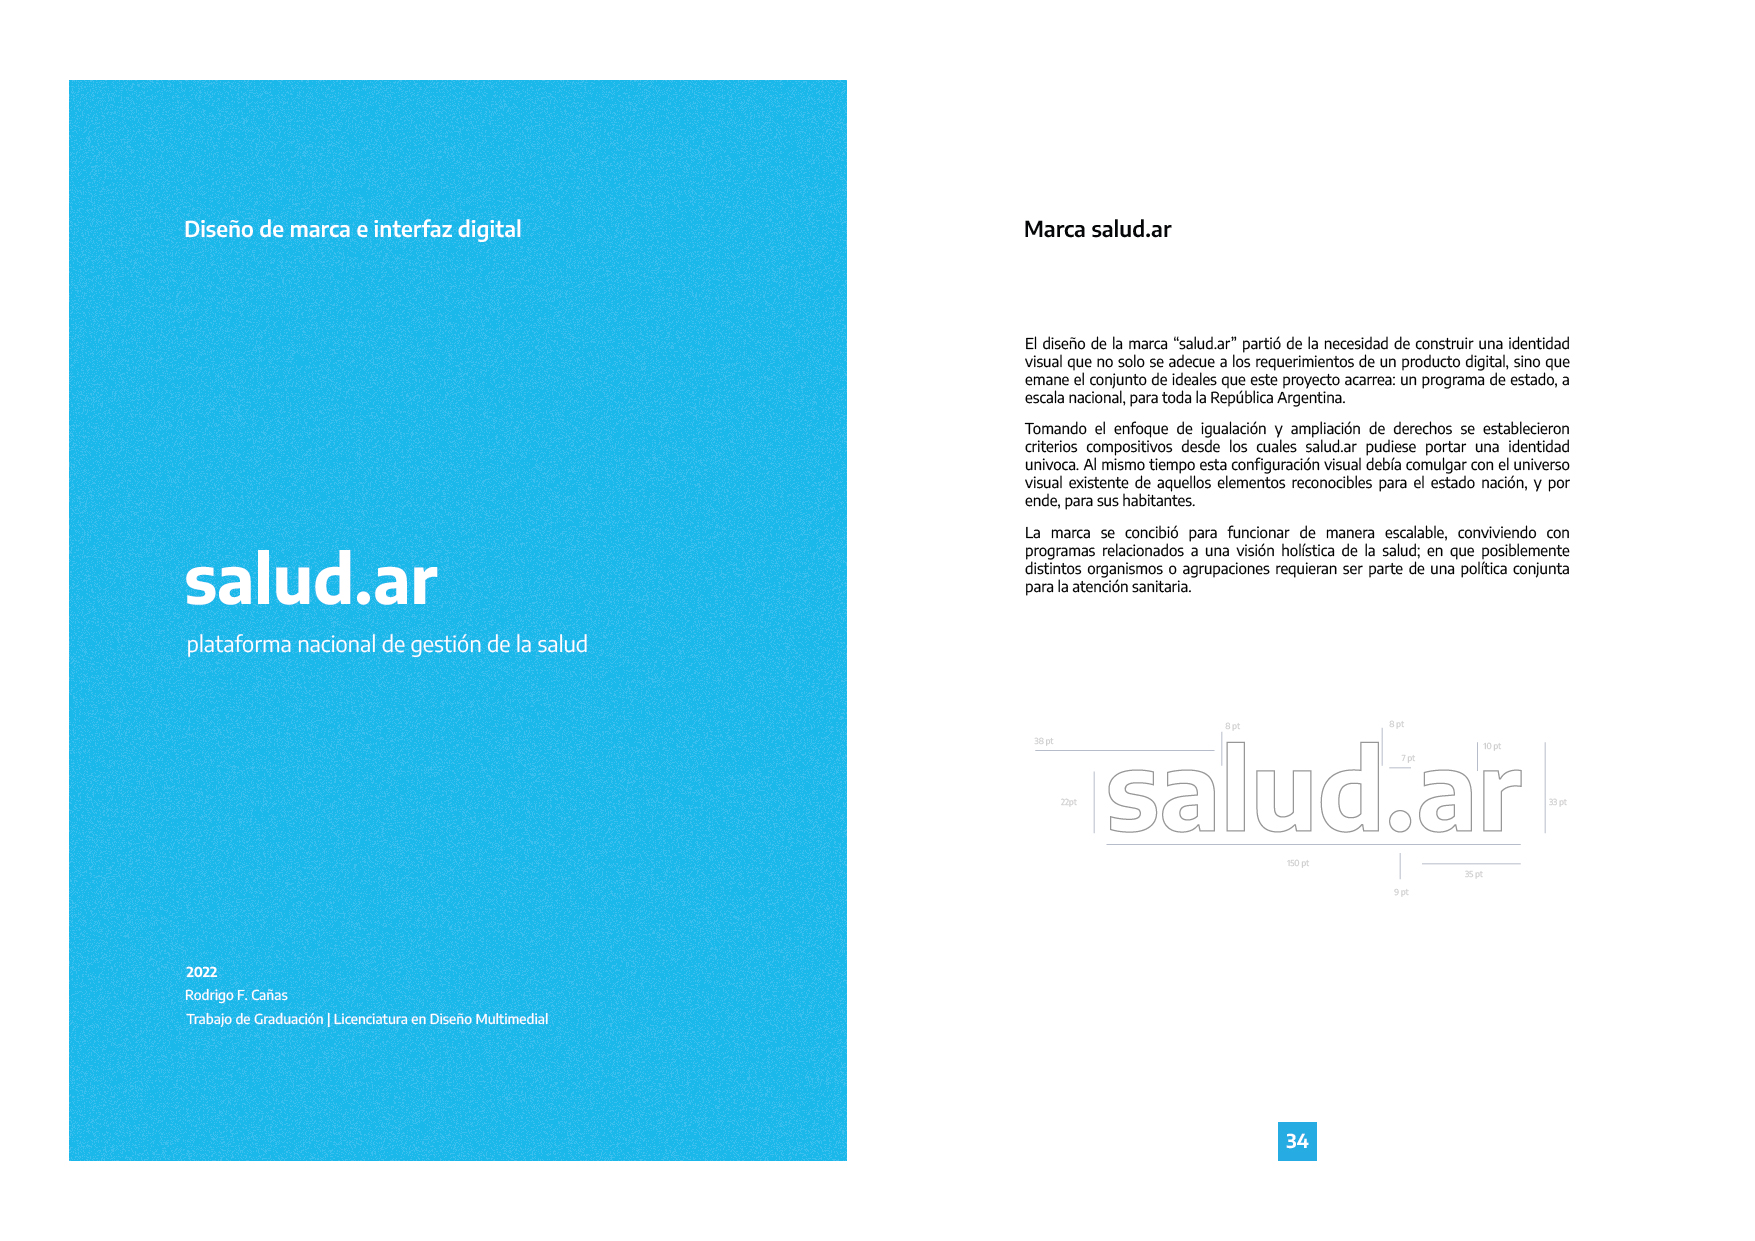 Diseño de marca e interfaz digital
salud.ar
plataforma nacional de gestión de la salud
2022
Rodrigo F. Cañas
Trabajo de Graduación | Licenciatura en Diseño Multimedial
Marca salud.ar
El diseño de la marca “salud.ar” partió de la necesidad de construir una identidad
visual que no solo se adecue a los requerimientos de un producto digital, sino que
emane el conjunto de ideales que este proyecto acarrea: un programa de estado, a
escala nacional, para toda la República Argentina.
Tomando el enfoque de igualación y ampliación de derechos se establecieron
criterios compositivos desde los cuales salud.ar pudiese portar una identidad
univoca. Al mismo tiempo esta configuración visual debía comulgar con el universo
visual existente de aquellos elementos reconocibles para el estado nación, y por
ende, para sus habitantes.
La marca se concibió para funcionar de manera escalable, conviviendo con
programas relacionados a una visión holística de la salud; en que posiblemente
distintos organismos o agrupaciones requieran ser parte de una política conjunta
para la atención sanitaria.
8 pt
8 pt
38 pt
10 pt
7 pt
salud.ar
22pt
33 pt
150 pt
35 pt
9 pt
34